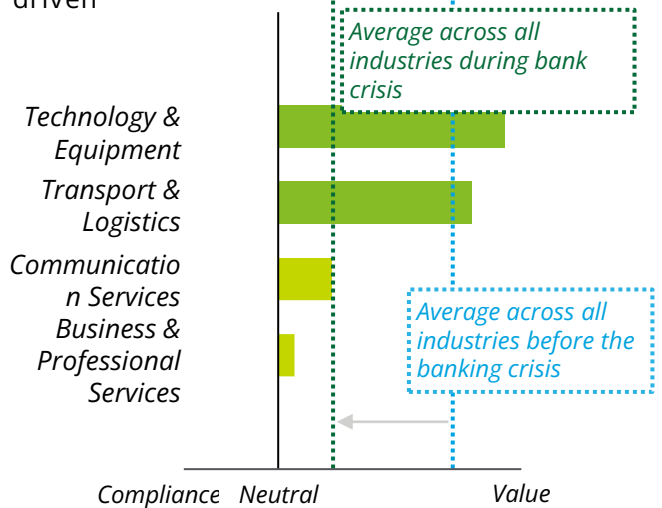 driven
Average across all
industries during bank
crisis
Technology &
Equipment
Transport &
Logistics
Communicatio
n Services
Business &
Professional
Services
Average across all
industries before the
banking crisis
Compliance Neutral Value